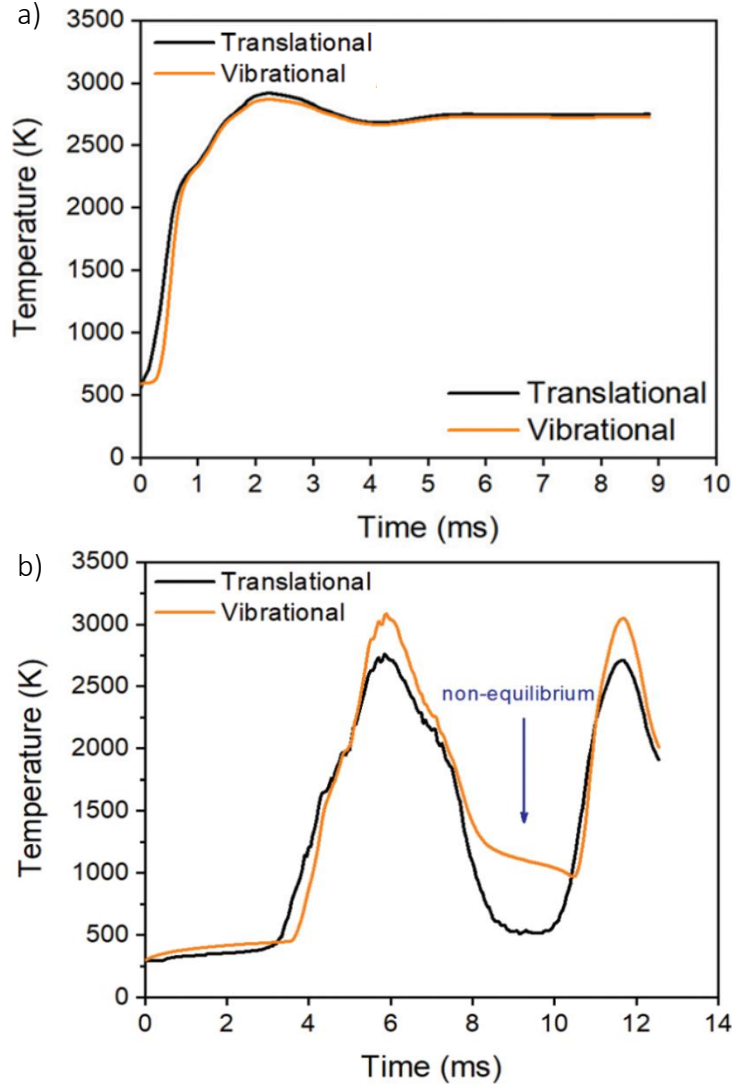 a)
3500
3000
2500
2000
1500
1000
500
0
Temperature (K)
Translational
Vibrational
Translational
Vibrational
0 1 2 3 4 5 6 7 8 9 10
Time (ms)
b)
3500
3000
2500
2000
1500
1000
500
0
Temperature (K)
Translational
Vibrational
non-equilibrium
0 2 4 6 8 10 12 14
Time (ms)